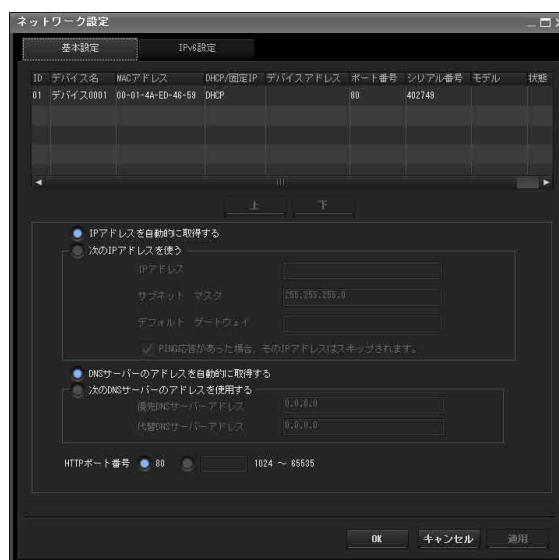 ネットワーク設定
基本設定 IPv6設定
ID デバイス名 MACアドレス DHCP/固定IP デバイスアドレス ポート番号 シリアル番号 モデル 状態
01 デバイス0001 00-01-4A-ED-46-59 DHCP 80 402749
上 下
IPアドレスを自動的に取得する
次のIPアドレスを使う
IPアドレス
サブネット マスク 255.255.255.0
デフォルト ゲートウェイ
PING応答があった場合、そのIPアドレスはスキップされます。
DNSサーバーのアドレスを自動的に取得する
次のDNSサーバーのアドレスを使用する
優先DNSサーバーアドレス 0.0.0.0
代替DNSサーバーアドレス 0.0.0.0
HTTPポート番号 80 1024 ～ 65535
OK キャンセル 適用